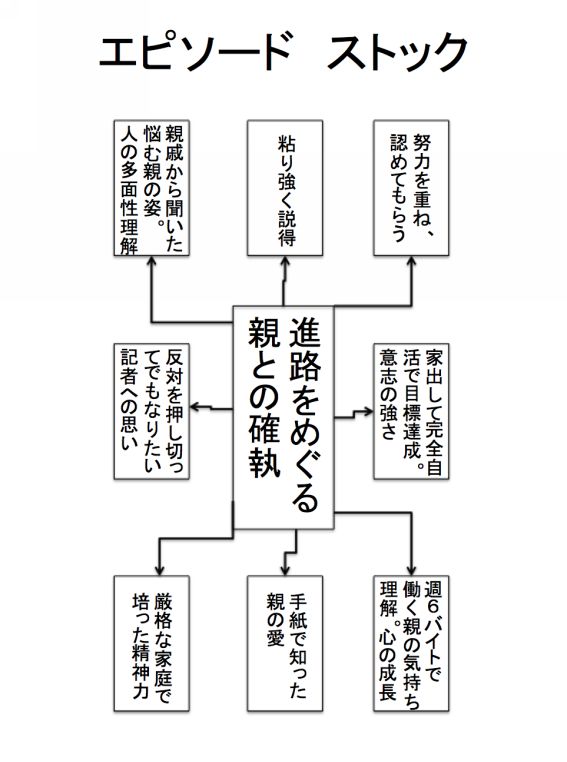 エピソード　ストック
努力を重ね、
認めてもらう
粘り強く説得
親戚から聞いた
悩む親の姿。
人の多面性理解
進路をめぐる
親との確執
家出して完全自
活で目標達成。
意志の強さ
反対を押し切っ
てでもなりたい
記者への思い
週６バイトで
働く親の気持ち
理解。心の成長
手紙で知った
親の愛
厳格な家庭で
培った精神力